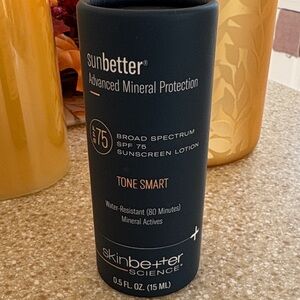 sunbetter®
Advanced Mineral Protection
SPF 75
BROAD SPECTRUM
SPF 75
SUNSCREEN LOTION
TONE SMART
Water-Resistant (80 Minutes)
Mineral Actives
skinbetter
SCIENCE®
0.5 FL. OZ. (15 ML)